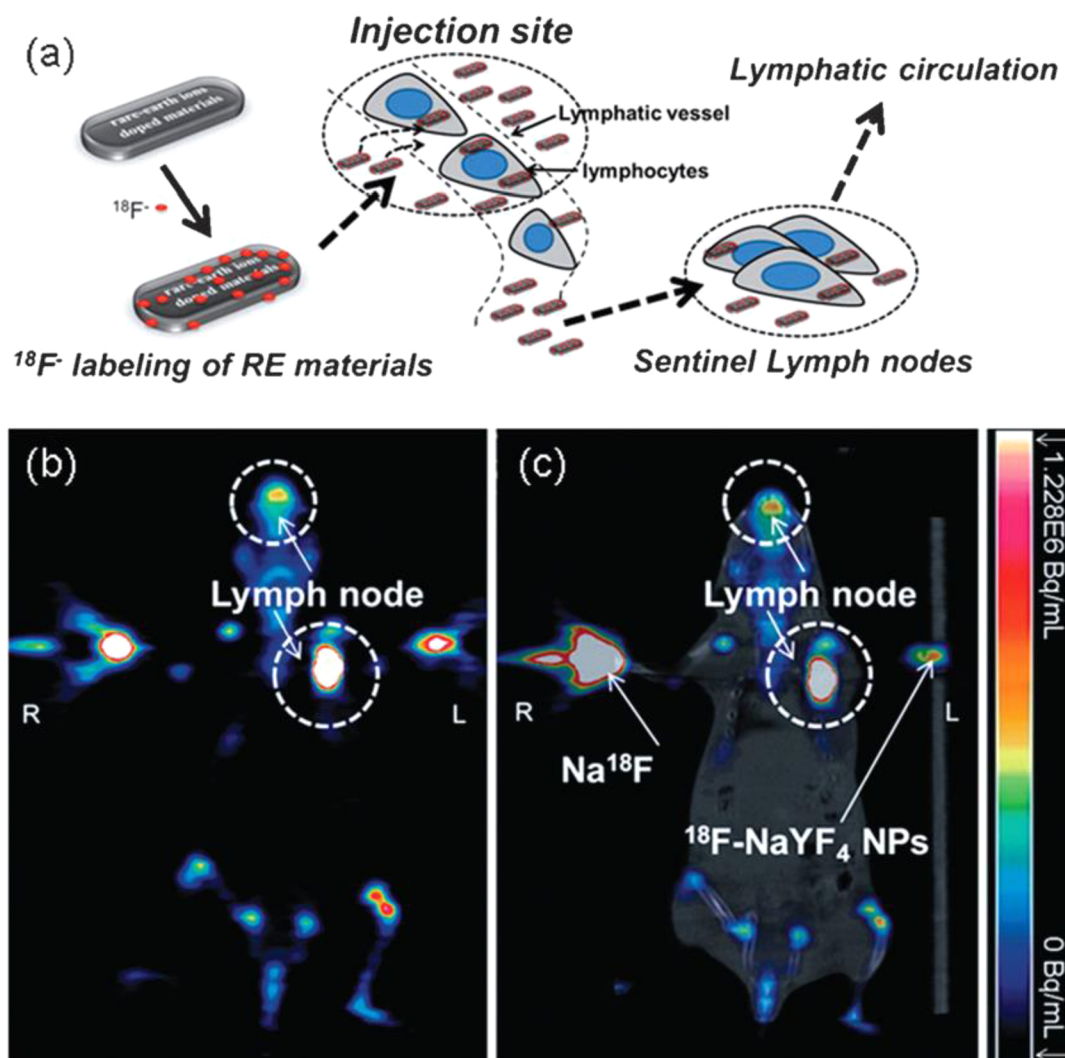 (a)
Injection site
Lymphatic circulation
rare-earth ions
doped materials
Lymphatic vessel
lymphocytes
¹⁸F⁻
rare-earth ions
doped materials
¹⁸F⁻ labeling of RE materials
Sentinel Lymph nodes
(b)
Lymph node
R
L
(c)
Lymph node
R
L
Na¹⁸F
¹⁸F-NaYF₄ NPs
1.228E6 Bq/mL
0 Bq/mL